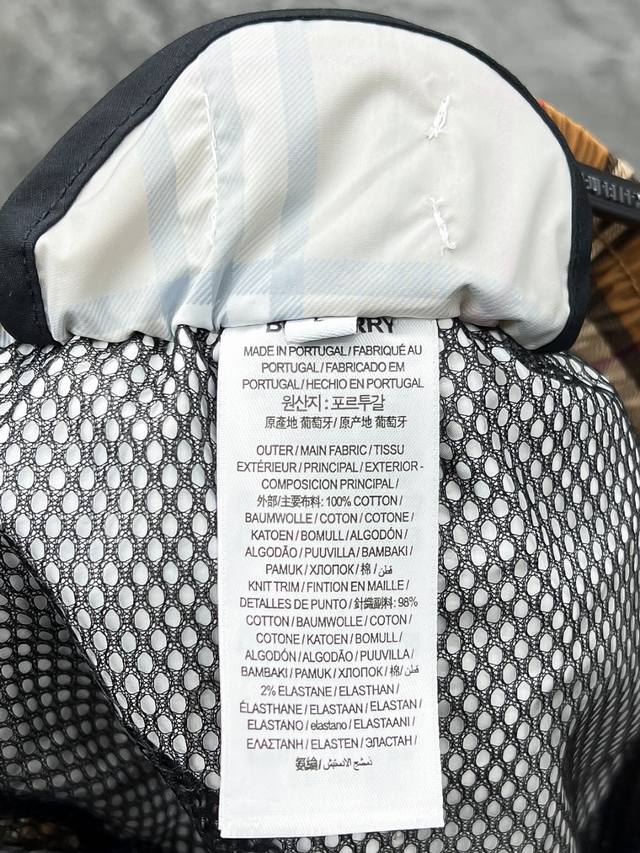 MADE IN PORTUGAL / FABRIQUÉ AU
PORTUGAL / FABRICADO EM
PORTUGAL / HECHO EN PORTUGAL
원산지 : 포르투갈
原產地 葡萄牙 / 原产地 葡萄牙
OUTER / MAIN FABRIC / TISSU
EXTÉRIEUR / PRINCIPAL / EXTERIOR -
COMPOSICION PRINCIPAL /
外部/主要布料: 100% COTTON /
BAUMWOLLE / COTON / COTONE /
KATOEN / BOMULL / ALGODÓN /
ALGODÃO / PUUVILLA / BAMBAKI /
PAMUK / ХЛОПОК / 棉 / قطن /
KNIT TRIM / FINTION EN MAILLE /
DETALLES DE PUNTO / 針織副料: 98%
COTTON / BAUMWOLLE / COTON /
COTONE / KATOEN / BOMULL /
ALGODÓN / ALGODÃO / PUUVILLA /
BAMBAKI / PAMUK / ХЛОПОК / 棉/ قطن /
2% ELASTANE / ELASTHAN /
ÉLASTHANE / ELASTAAN / ELASTAN /
ELASTANO / elastano / ELASTAANI /
ΕΛΑΣΤΑΝΗ / ELASTEN / ЭЛАСТАН /